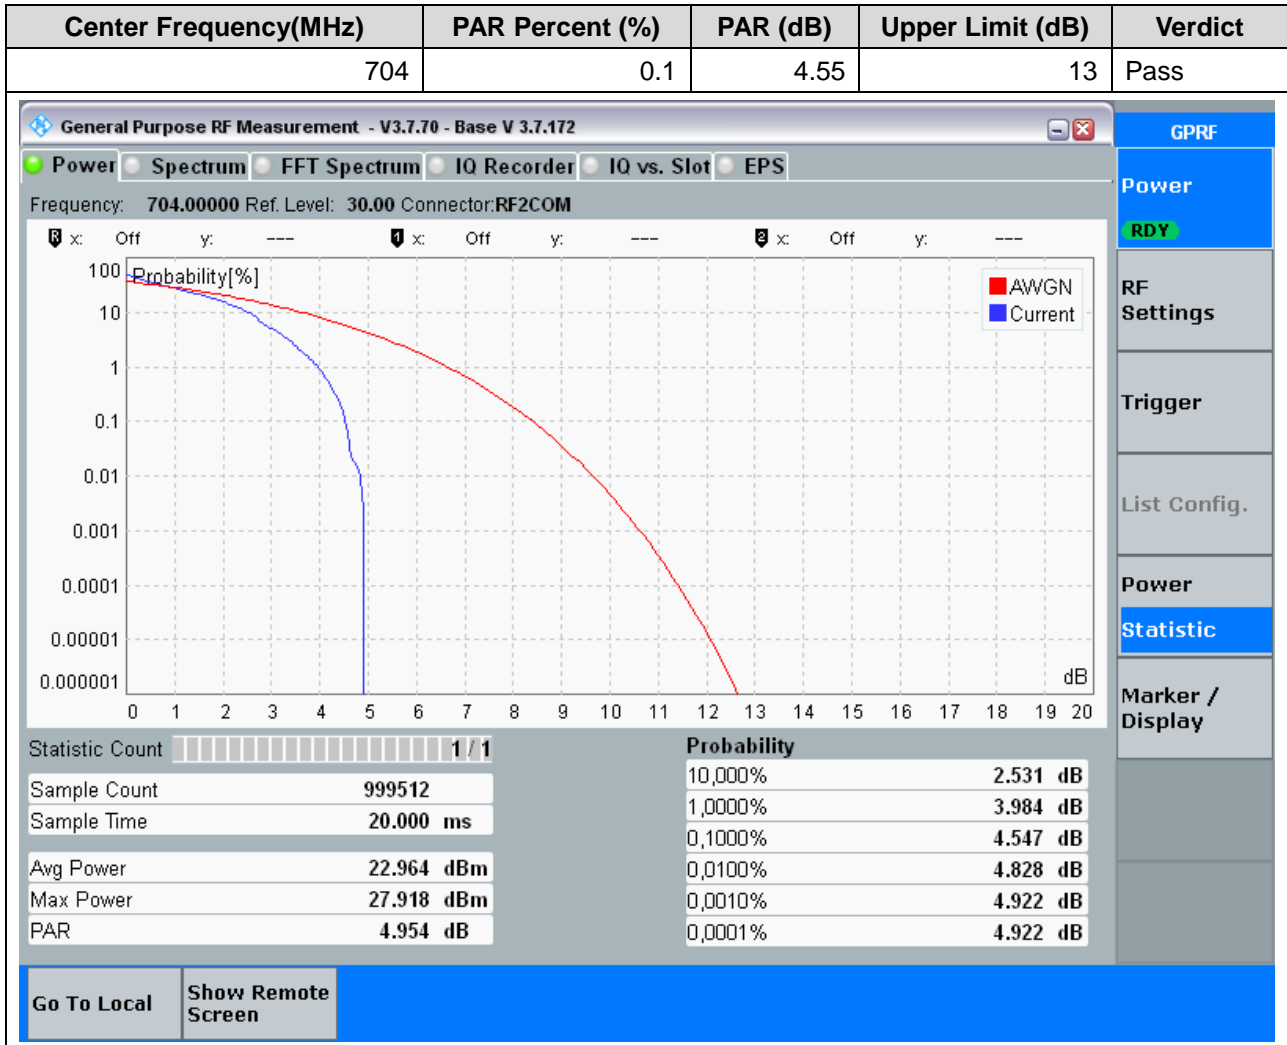 Center Frequency(MHz) PAR Percent (%) PAR (dB) Upper Limit (dB) Verdict
704 0.1 4.55 13 Pass
General Purpose RF Measurement - V3.7.70 - Base V 3.7.172
GPRF
Power Spectrum FFT Spectrum IQ Recorder IQ vs. Slot EPS
Power
RDY
Frequency: 704.00000 Ref. Level: 30.00 Connector:RF2COM
R x: Off y: --- 1 x: Off y: --- 2 x: Off y: ---
100 Probability[%]
AWGN
Current
10
1
0.1
0.01
0.001
0.0001
0.00001
0.000001
dB
0 1 2 3 4 5 6 7 8 9 10 11 12 13 14 15 16 17 18 19 20
RF
Settings
Trigger
List Config.
Power
Statistic
Marker /
Display
Statistic Count 1 / 1
Sample Count 999512
Sample Time 20.000 ms
Avg Power 22.964 dBm
Max Power 27.918 dBm
PAR 4.954 dB
Probability
10,000% 2.531 dB
1,0000% 3.984 dB
0,1000% 4.547 dB
0,0100% 4.828 dB
0,0010% 4.922 dB
0,0001% 4.922 dB
Go To Local
Show Remote
Screen